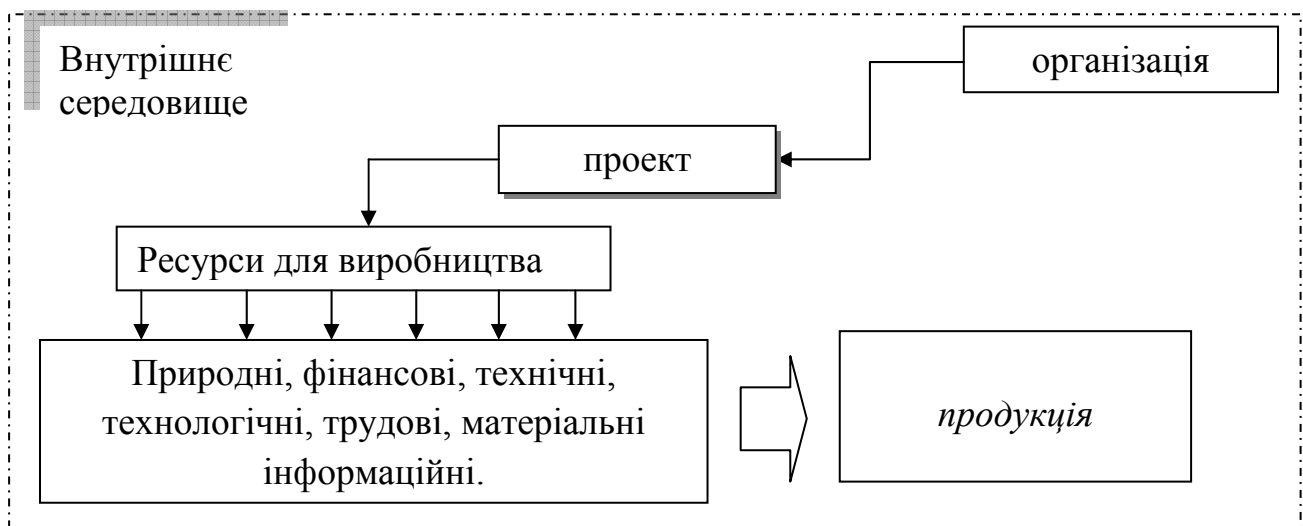 Внутрішнє
середовище
організація
проект
Ресурси для виробництва
Природні, фінансові, технічні,
технологічні, трудові, матеріальні
інформаційні.
продукція